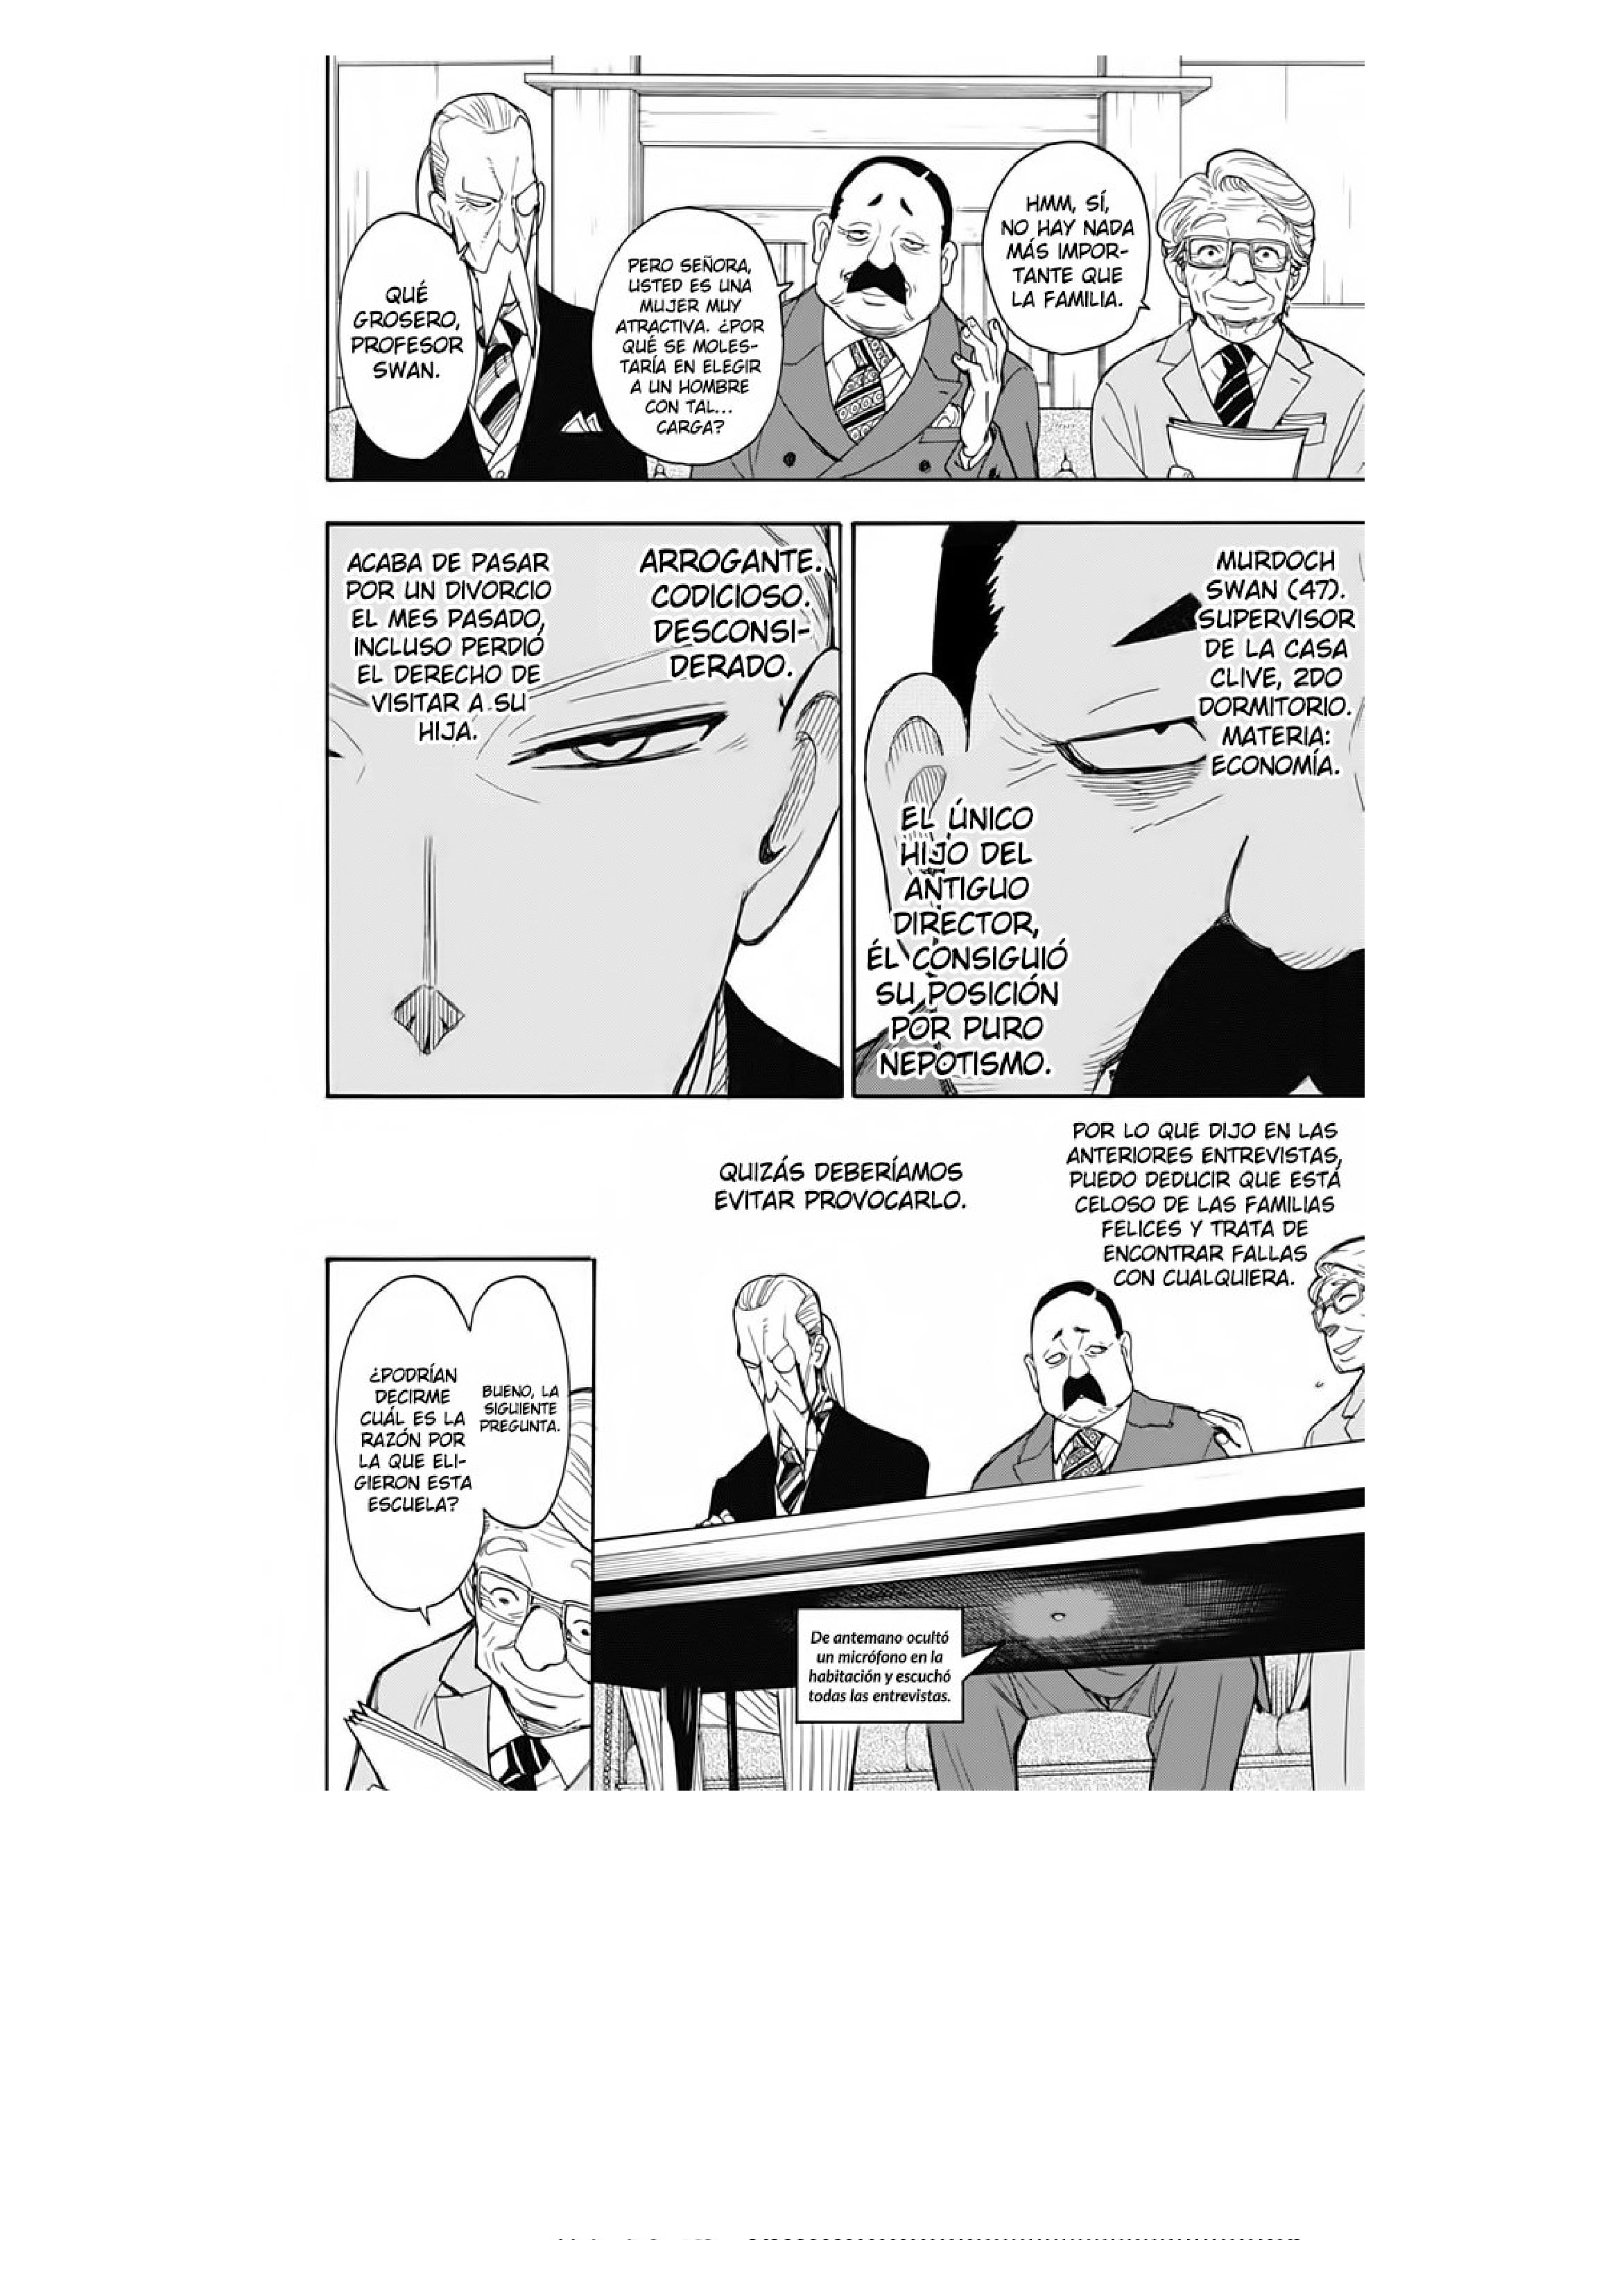 HMM, SÍ,
NO HAY NADA
MÁS IMPOR-
TANTE QUE
LA FAMILIA.
PERO SEÑORA,
USTED ES UNA
MUJER MUY
ATRACTIVA. ¿POR
QUÉ SE MOLES-
TARÍA EN ELEGIR
A UN HOMBRE
CON TAL...
CARGA?
QUÉ
GROSERO,
PROFESOR
SWAN.
MURDOCH
SWAN (47).
SUPERVISOR
DE LA CASA
CLIVE, 2DO
DORMITORIO.
MATERIA:
ECONOMÍA.
EL ÚNICO
HIJO DEL
ANTIGUO
DIRECTOR,
ÉL CONSIGUIÓ
SU POSICIÓN
POR PURO
NEPOTISMO.
ARROGANTE.
CODICIOSO.
DESCONSI-
DERADO.
ACABA DE PASAR
POR UN DIVORCIO
EL MES PASADO,
INCLUSO PERDIÓ
EL DERECHO DE
VISITAR A SU
HIJA.
POR LO QUE DIJO EN LAS
ANTERIORES ENTREVISTAS,
PUEDO DEDUCIR QUE ESTÁ
CELOSO DE LAS FAMILIAS
FELICES Y TRATA DE
ENCONTRAR FALLAS
CON CUALQUIERA.
QUIZÁS DEBERÍAMOS
EVITAR PROVOCARLO.
De antemano ocultó
un micrófono en la
habitación y escuchó
todas las entrevistas.
BUENO, LA
SIGUIENTE
PREGUNTA.
¿PODRÍAN
DECIRME
CUÁL ES LA
RAZÓN POR
LA QUE ELI-
GIERON ESTA
ESCUELA?